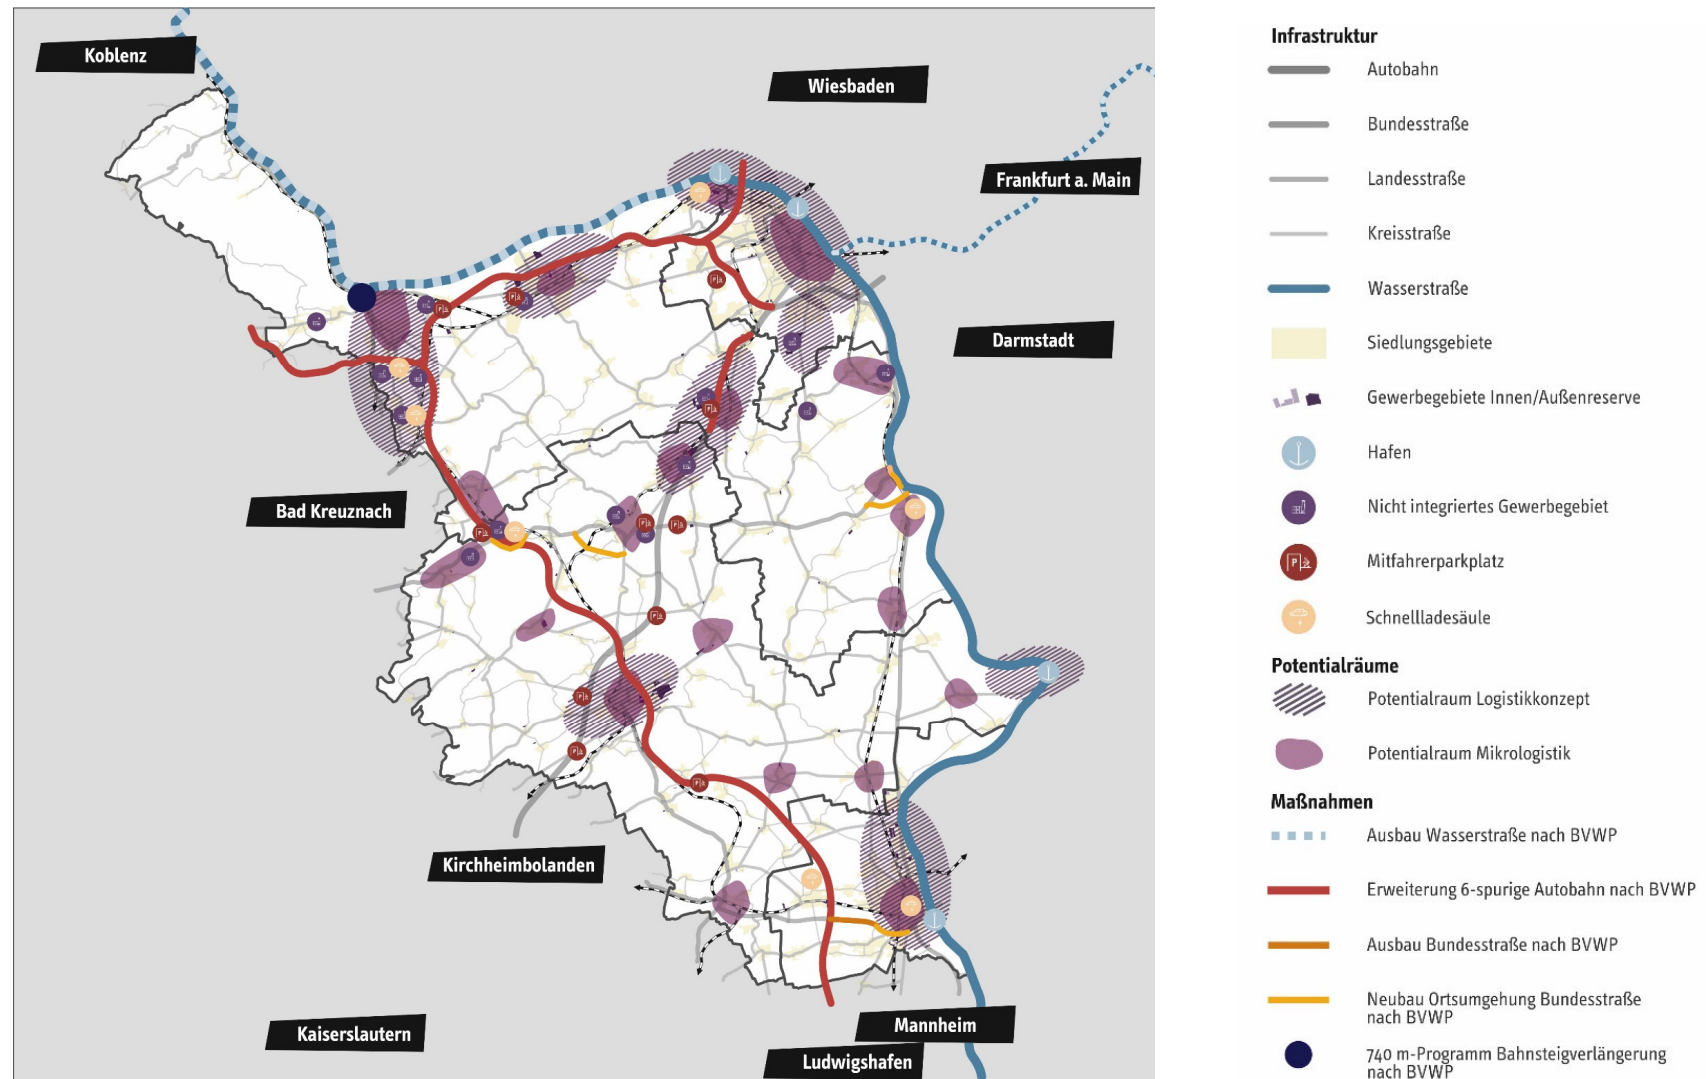 Koblenz
Wiesbaden
Frankfurt a. Main
Darmstadt
Bad Kreuznach
Kirchheimbolanden
Kaiserslautern
Mannheim
Ludwigshafen
Infrastruktur
Autobahn
Bundesstraße
Landesstraße
Kreisstraße
Wasserstraße
Siedlungsgebiete
Gewerbegebiete Innen/Außenreserve
Hafen
Nicht integriertes Gewerbegebiet
Mitfahrerparkplatz
Schnellladesäule
Potentialräume
Potentialraum Logistikkonzept
Potentialraum Mikrologistik
Maßnahmen
Ausbau Wasserstraße nach BVWP
Erweiterung 6-spurige Autobahn nach BVWP
Ausbau Bundesstraße nach BVWP
Neubau Ortsumgehung Bundesstraße
nach BVWP
740 m-Programm Bahnsteigverlängerung
nach BVWP